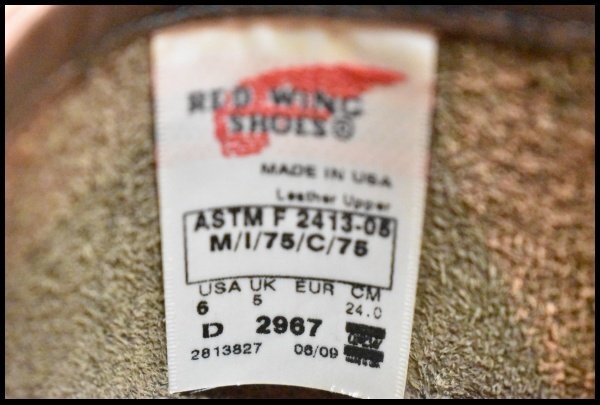 RED WING
SHOES®
MADE IN USA
Leather Upper
ASTM F 2413-05
M/I/75/C/75
USA UK EUR CM
6 5 24.0
D 2967
2813827 06/09